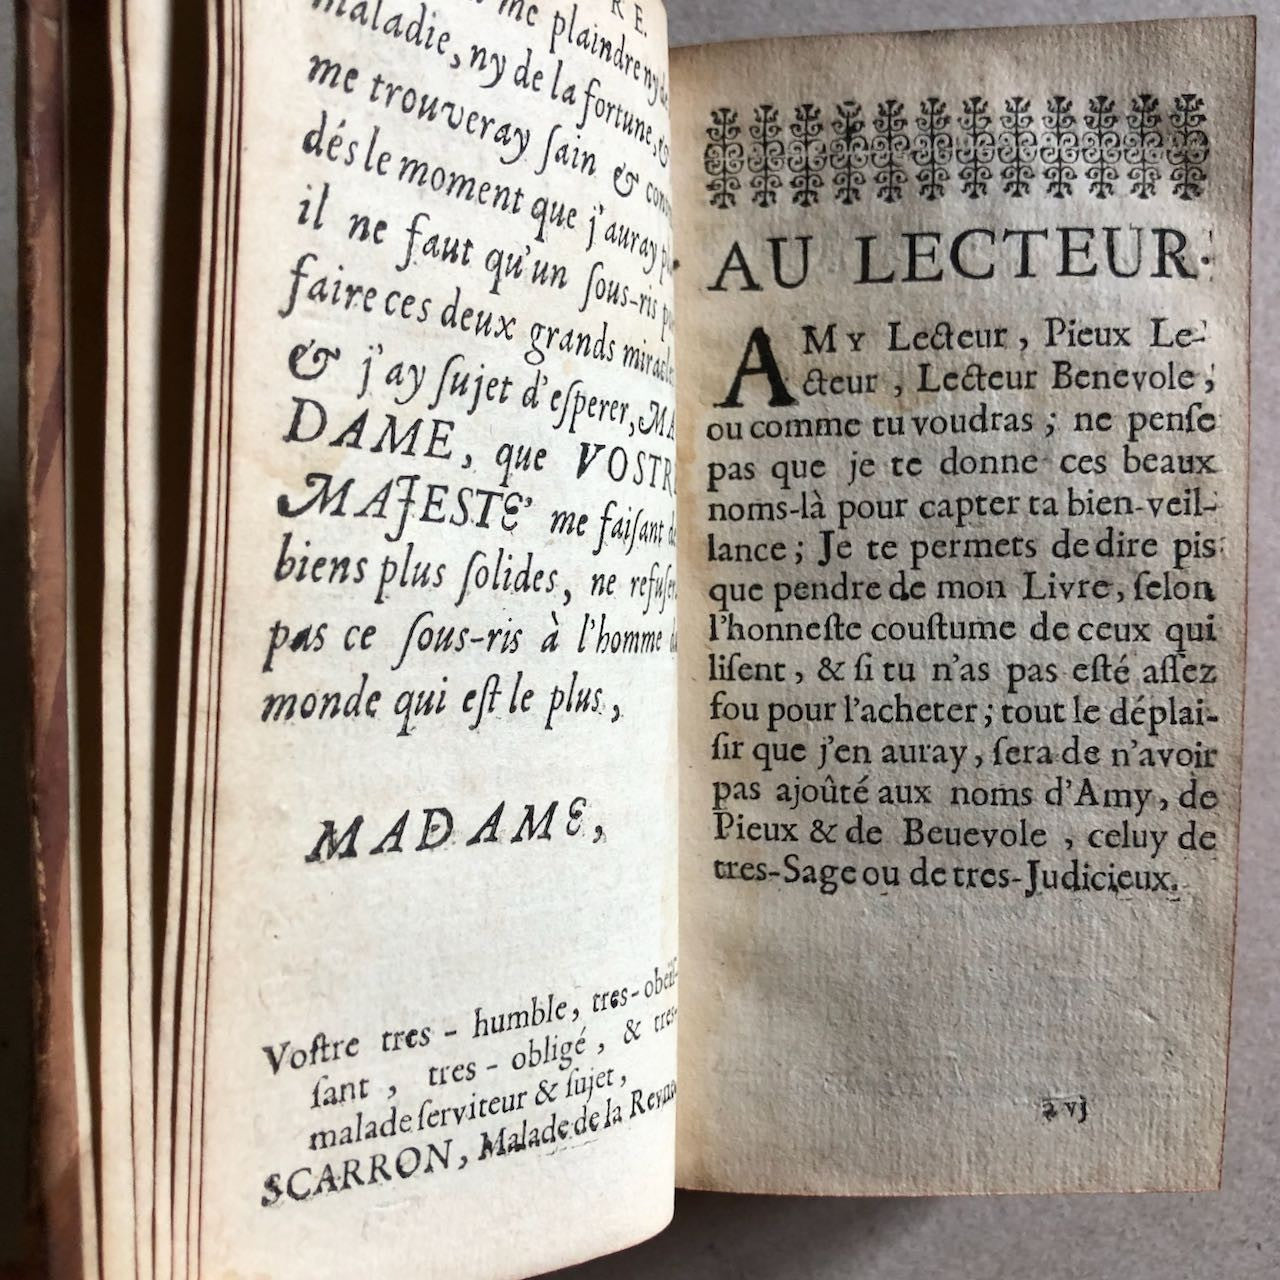 RE.
me plaindre ny de
maladie, ny de la fortune, &
me trouveray ſain &
dés le moment que j'auray
il ne faut qu'un ſous-ris
faire ces deux grands miracles
& j'ay ſujet d'eſperer, MA
DAME, que VOSTRE
MAJESTE' me faiſant de
biens plus ſolides, ne refuſer
pas ce ſous-ris à l'homme
monde qui eſt le plus,
MADAME,
Voſtre tres - humble, tres-obeiſ-
ſant, tres - obligé, & tres-
malade ſerviteur & ſujet,
SCARRON, Malade de la Reyne
AU LECTEUR.
AMY Lecteur, Pieux Le-
cteur, Lecteur Benevole,
ou comme tu voudras; ne penſe
pas que je te donne ces beaux
noms-là pour capter ta bien-veil-
lance; Je te permets de dire pis
que pendre de mon Livre, ſelon
l'honneſte couſtume de ceux qui
liſent, & ſi tu n'as pas eſté aſſez
fou pour l'acheter; tout le déplai-
ſir que j'en auray, ſera de n'avoir
pas ajoûté aux noms d'Amy, de
Pieux & de Beuevole, celuy de
tres-Sage ou de tres-Judicieux.
ã vj